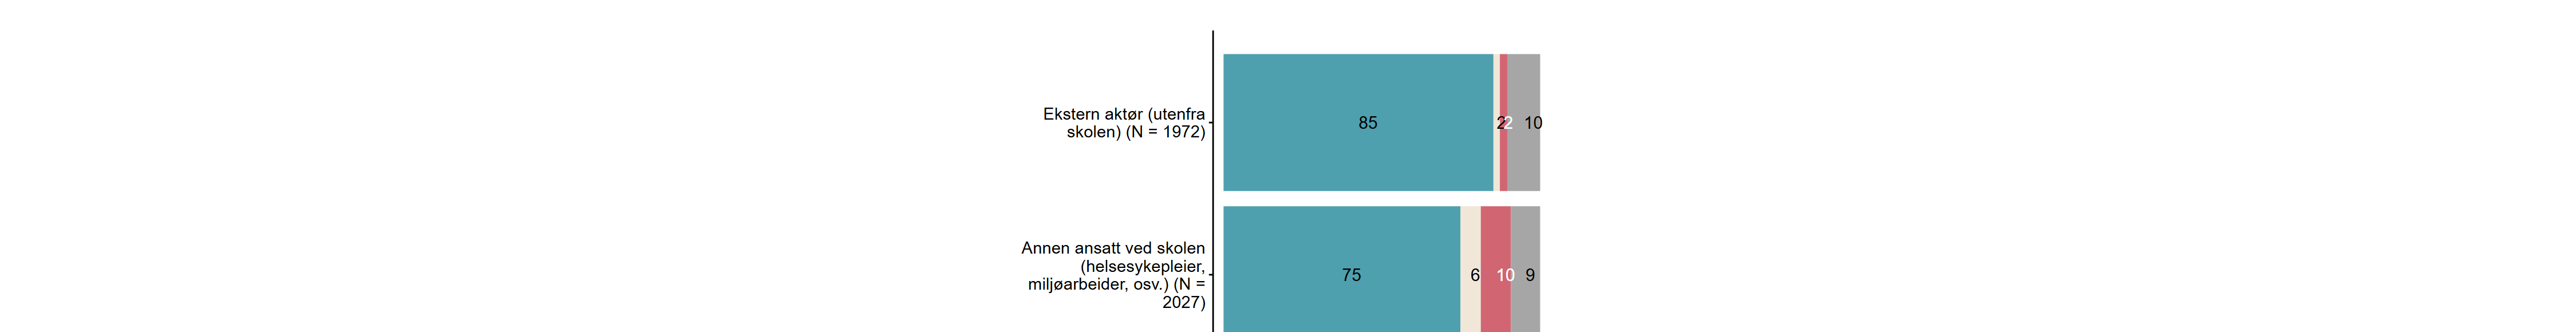 Ekstern aktør (utenfra
skolen) (N = 1972)
85 2 2 10
Annen ansatt ved skolen
(helsesykepleier,
miljøarbeider, osv.) (N =
2027)
75 6 10 9